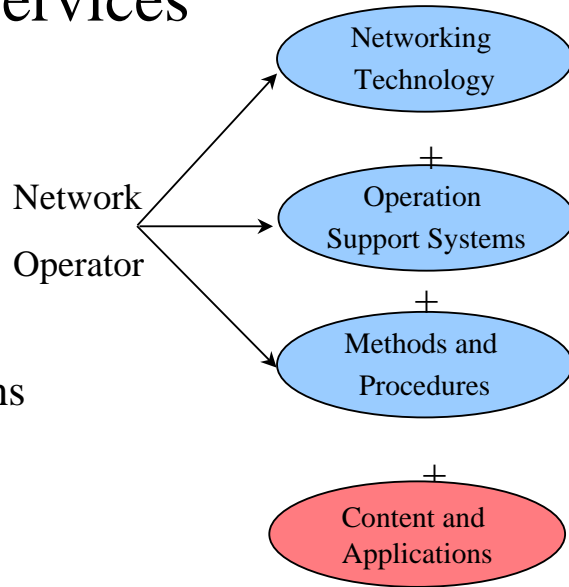 ervices
Networking
Technology
+
Network
Operator
Operation
Support Systems
+
Methods and
Procedures
ns
+
Content and
Applications